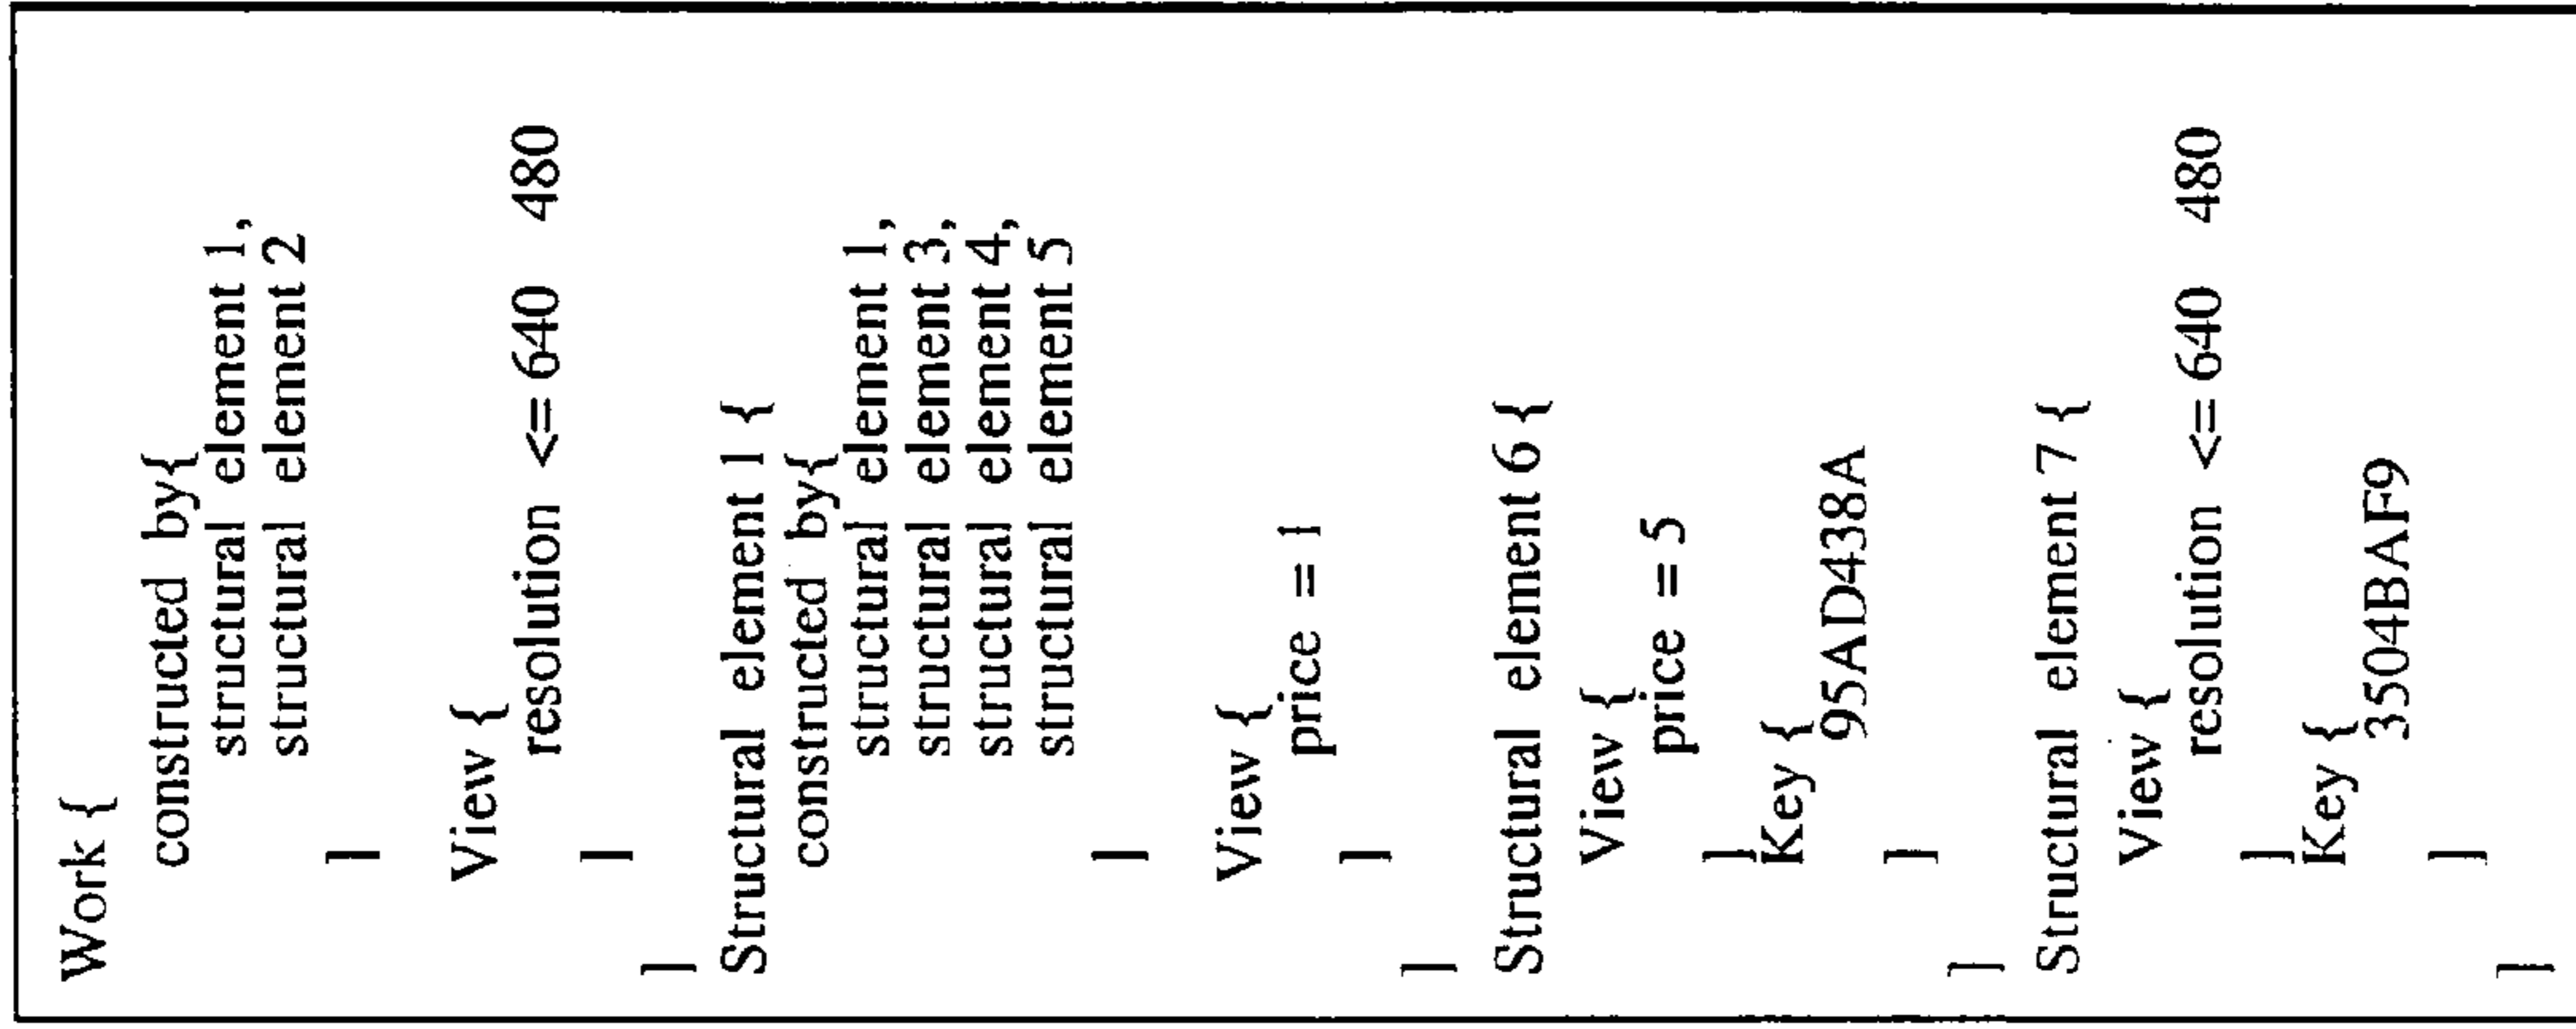 Work {
constructed by{
structural element 1,
structural element 2
]
View {
resolution <= 640 480
]
]
Structural element 1 {
constructed by{
structural element 1,
structural element 3,
structural element 4,
structural element 5
]
View {
price = 1
]
]
Structural element 6 {
View {
price = 5
]
Key {
95AD438A
]
]
Structural element 7 {
View {
resolution <= 640 480
]
Key {
3504BAF9
]
]